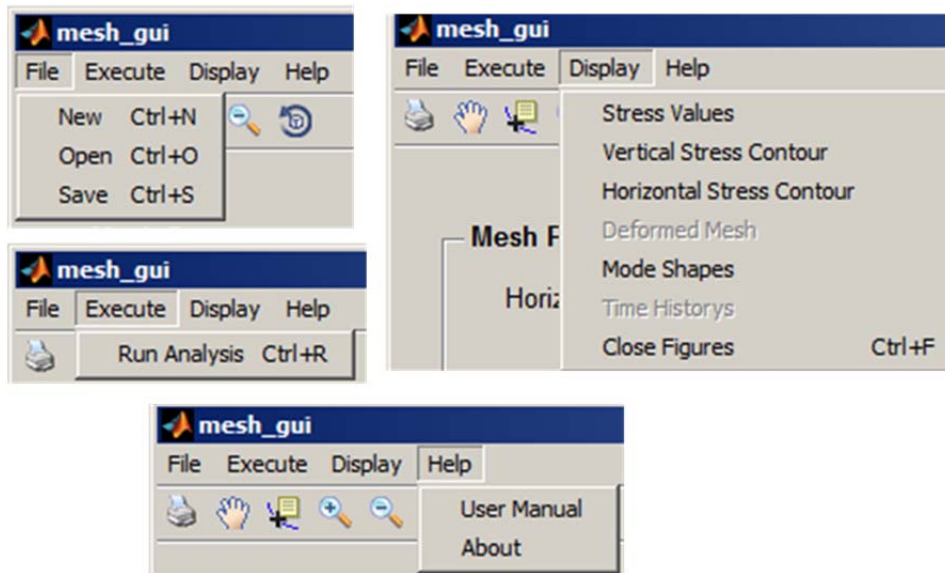 mesh_gui
File Execute Display Help
New Ctrl+N
Open Ctrl+O
Save Ctrl+S
mesh_gui
File Execute Display Help
Run Analysis Ctrl+R
mesh_gui
File Execute Display Help
Stress Values
Vertical Stress Contour
Horizontal Stress Contour
Deformed Mesh
Mesh F
Mode Shapes
Horiz
Time Historys
Close Figures Ctrl+F
mesh_gui
File Execute Display Help
User Manual
About